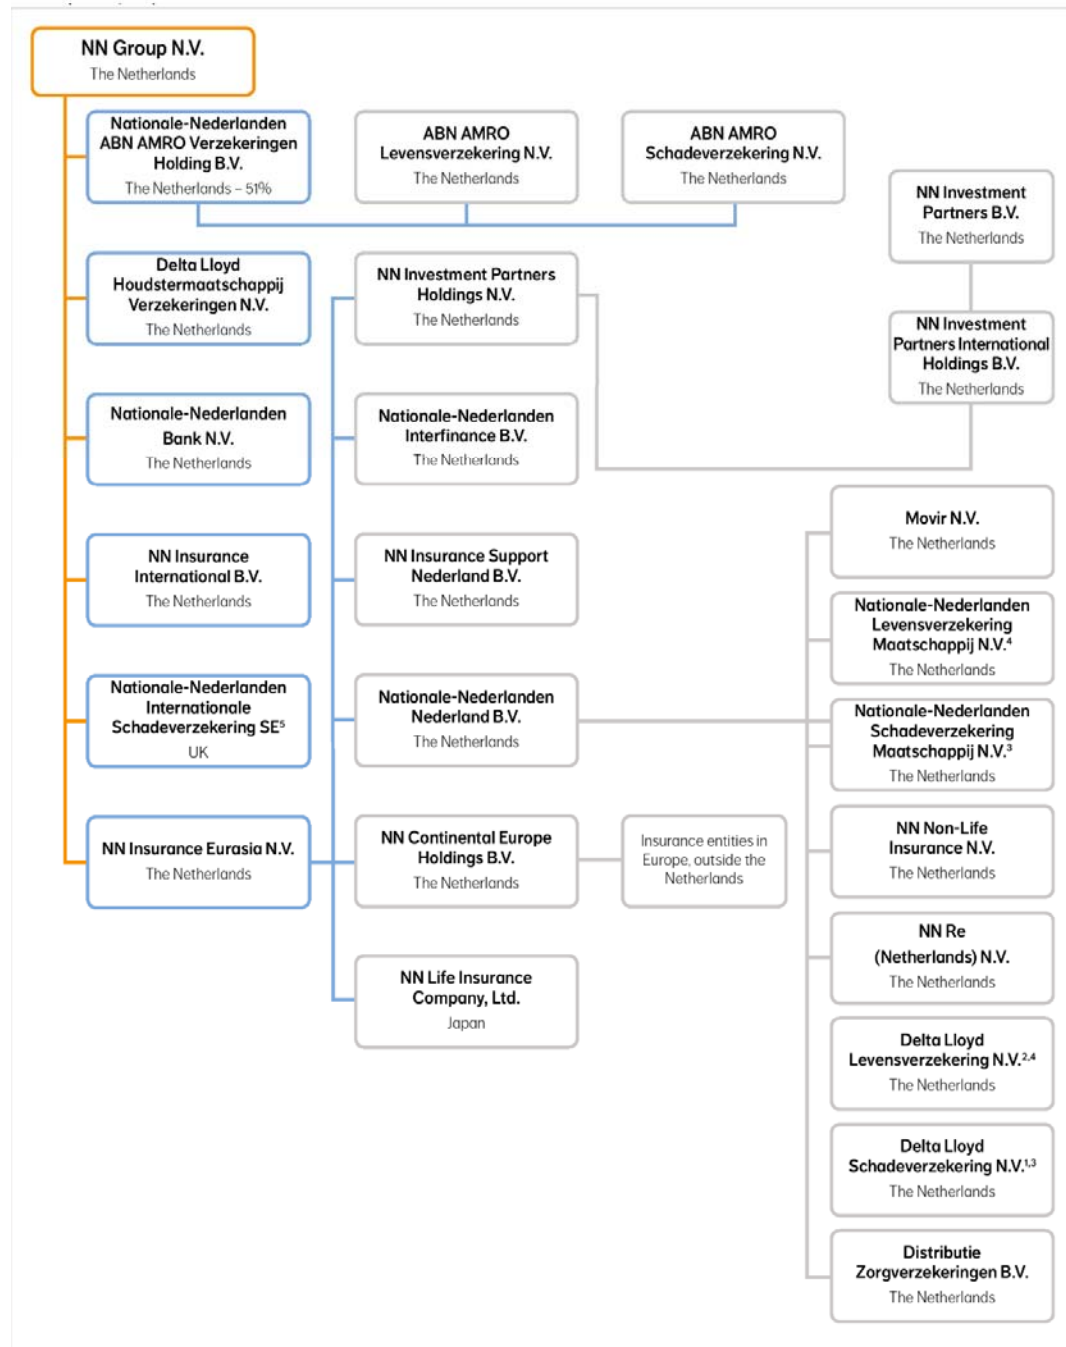 NN Group N.V.
The Netherlands
Nationale-Nederlanden
ABN AMRO Verzekeringen
Holding B.V.
The Netherlands – 51%
ABN AMRO
Levensverzekering N.V.
The Netherlands
ABN AMRO
Schadeverzekering N.V.
The Netherlands
NN Investment
Partners B.V.
The Netherlands
Delta Lloyd
Houdstermaatschappij
Verzekeringen N.V.
The Netherlands
NN Investment Partners
Holdings N.V.
The Netherlands
NN Investment
Partners International
Holdings B.V.
The Netherlands
Nationale-Nederlanden
Bank N.V.
The Netherlands
Nationale-Nederlanden
Interfinance B.V.
The Netherlands
NN Insurance
International B.V.
The Netherlands
NN Insurance Support
Nederland B.V.
The Netherlands
Nationale-Nederlanden
Internationale
Schadeverzekering SE⁵
UK
Nationale-Nederlanden
Nederland B.V.
The Netherlands
NN Insurance Eurasia N.V.
The Netherlands
NN Continental Europe
Holdings B.V.
The Netherlands
Insurance entities in
Europe, outside the
Netherlands
NN Life Insurance
Company, Ltd.
Japan
Movir N.V.
The Netherlands
Nationale-Nederlanden
Levensverzekering
Maatschappij N.V.⁴
The Netherlands
Nationale-Nederlanden
Schadeverzekering
Maatschappij N.V.³
The Netherlands
NN Non-Life
Insurance N.V.
The Netherlands
NN Re
(Netherlands) N.V.
The Netherlands
Delta Lloyd
Levensverzekering N.V.²,⁴
The Netherlands
Delta Lloyd
Schadeverzekering N.V.¹,³
The Netherlands
Distributie
Zorgverzekeringen B.V.
The Netherlands